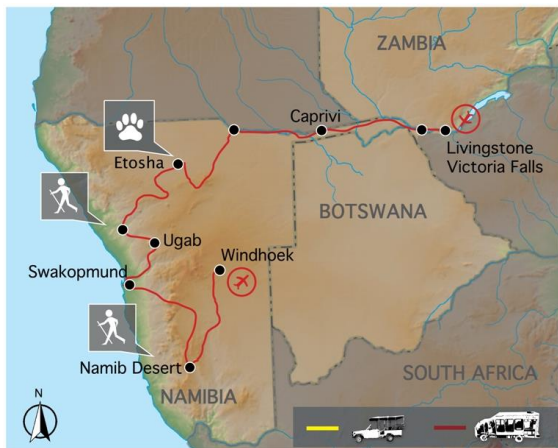 ZAMBIA
Caprivi
Etosha
Livingstone
Victoria Falls
BOTSWANA
Ugab
Windhoek
Swakopmund
Namib Desert
NAMIBIA
SOUTH AFRICA
N